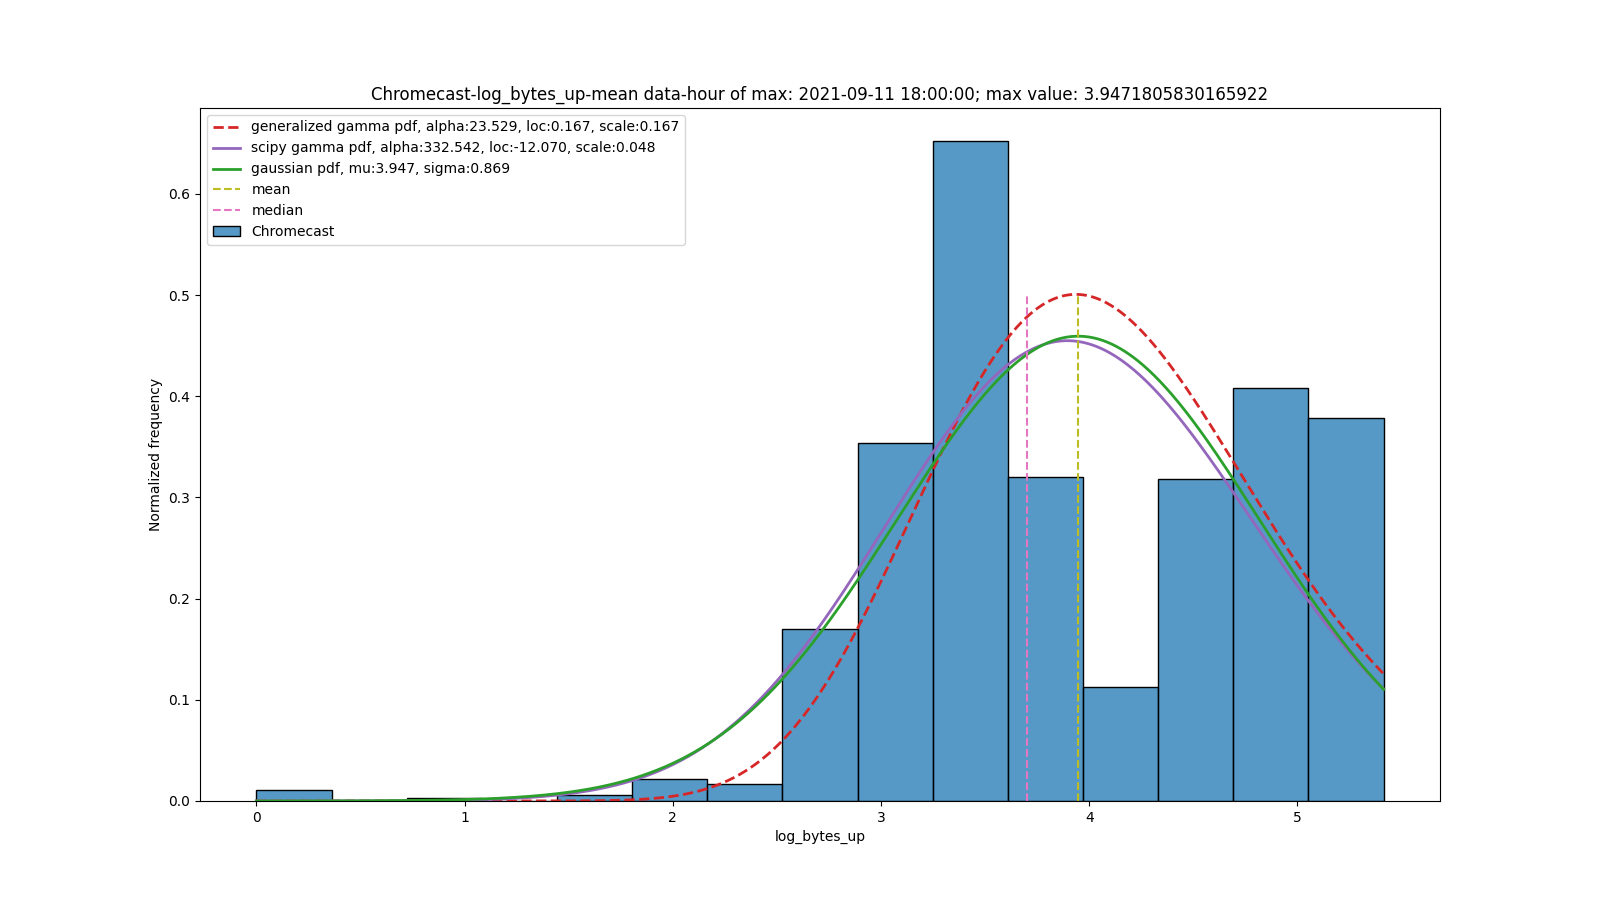 Chromecast-log_bytes_up-mean data-hour of max: 2021-09-11 18:00:00; max value: 3.9471805830165922
generalized gamma pdf, alpha:23.529, loc:0.167, scale:0.167
scipy gamma pdf, alpha:332.542, loc:-12.070, scale:0.048
gaussian pdf, mu:3.947, sigma:0.869
mean
median
Chromecast
Normalized frequency
0.6
0.5
0.4
0.3
0.2
0.1
0.0
0 1 2 3 4 5
log_bytes_up